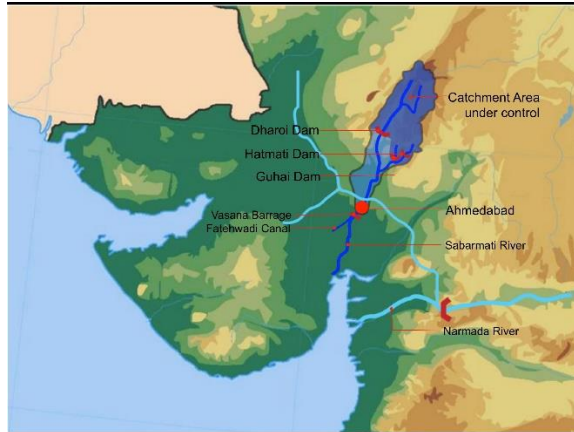 Catchment Area
under control
Dharoi Dam
Hatmati Dam
Guhai Dam
Vasana Barrage
Fatehwadi Canal
Ahmedabad
Sabarmati River
Narmada River